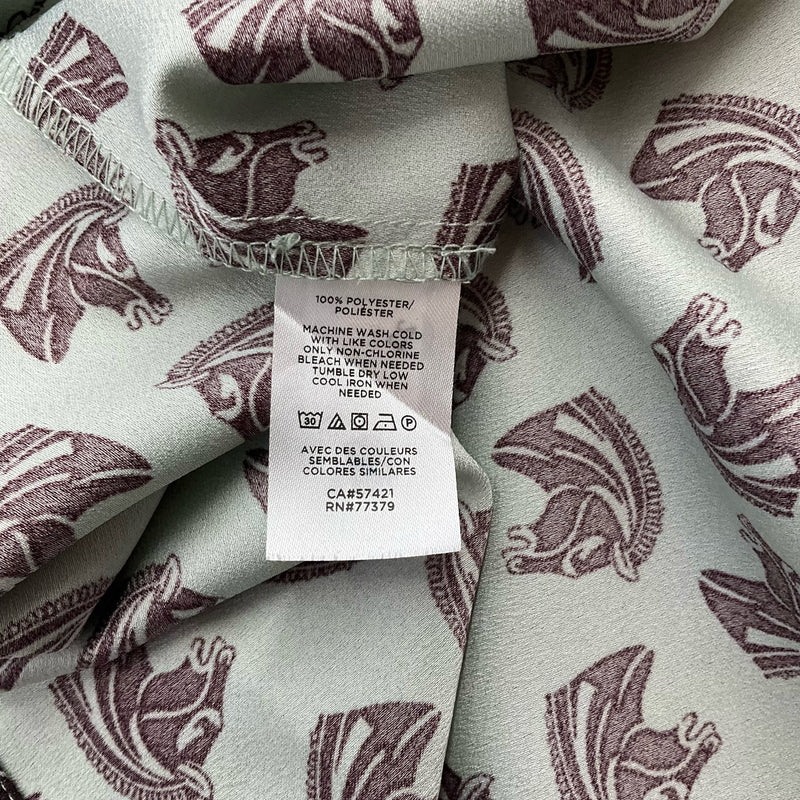 100% POLYESTER/
POLIÉSTER
MACHINE WASH COLD
WITH LIKE COLORS
ONLY NON-CHLORINE
BLEACH WHEN NEEDED
TUMBLE DRY LOW
COOL IRON WHEN
NEEDED
30 P
AVEC DES COULEURS
SEMBLABLES/CON
COLORES SIMILARES
CA#57421
RN#77379